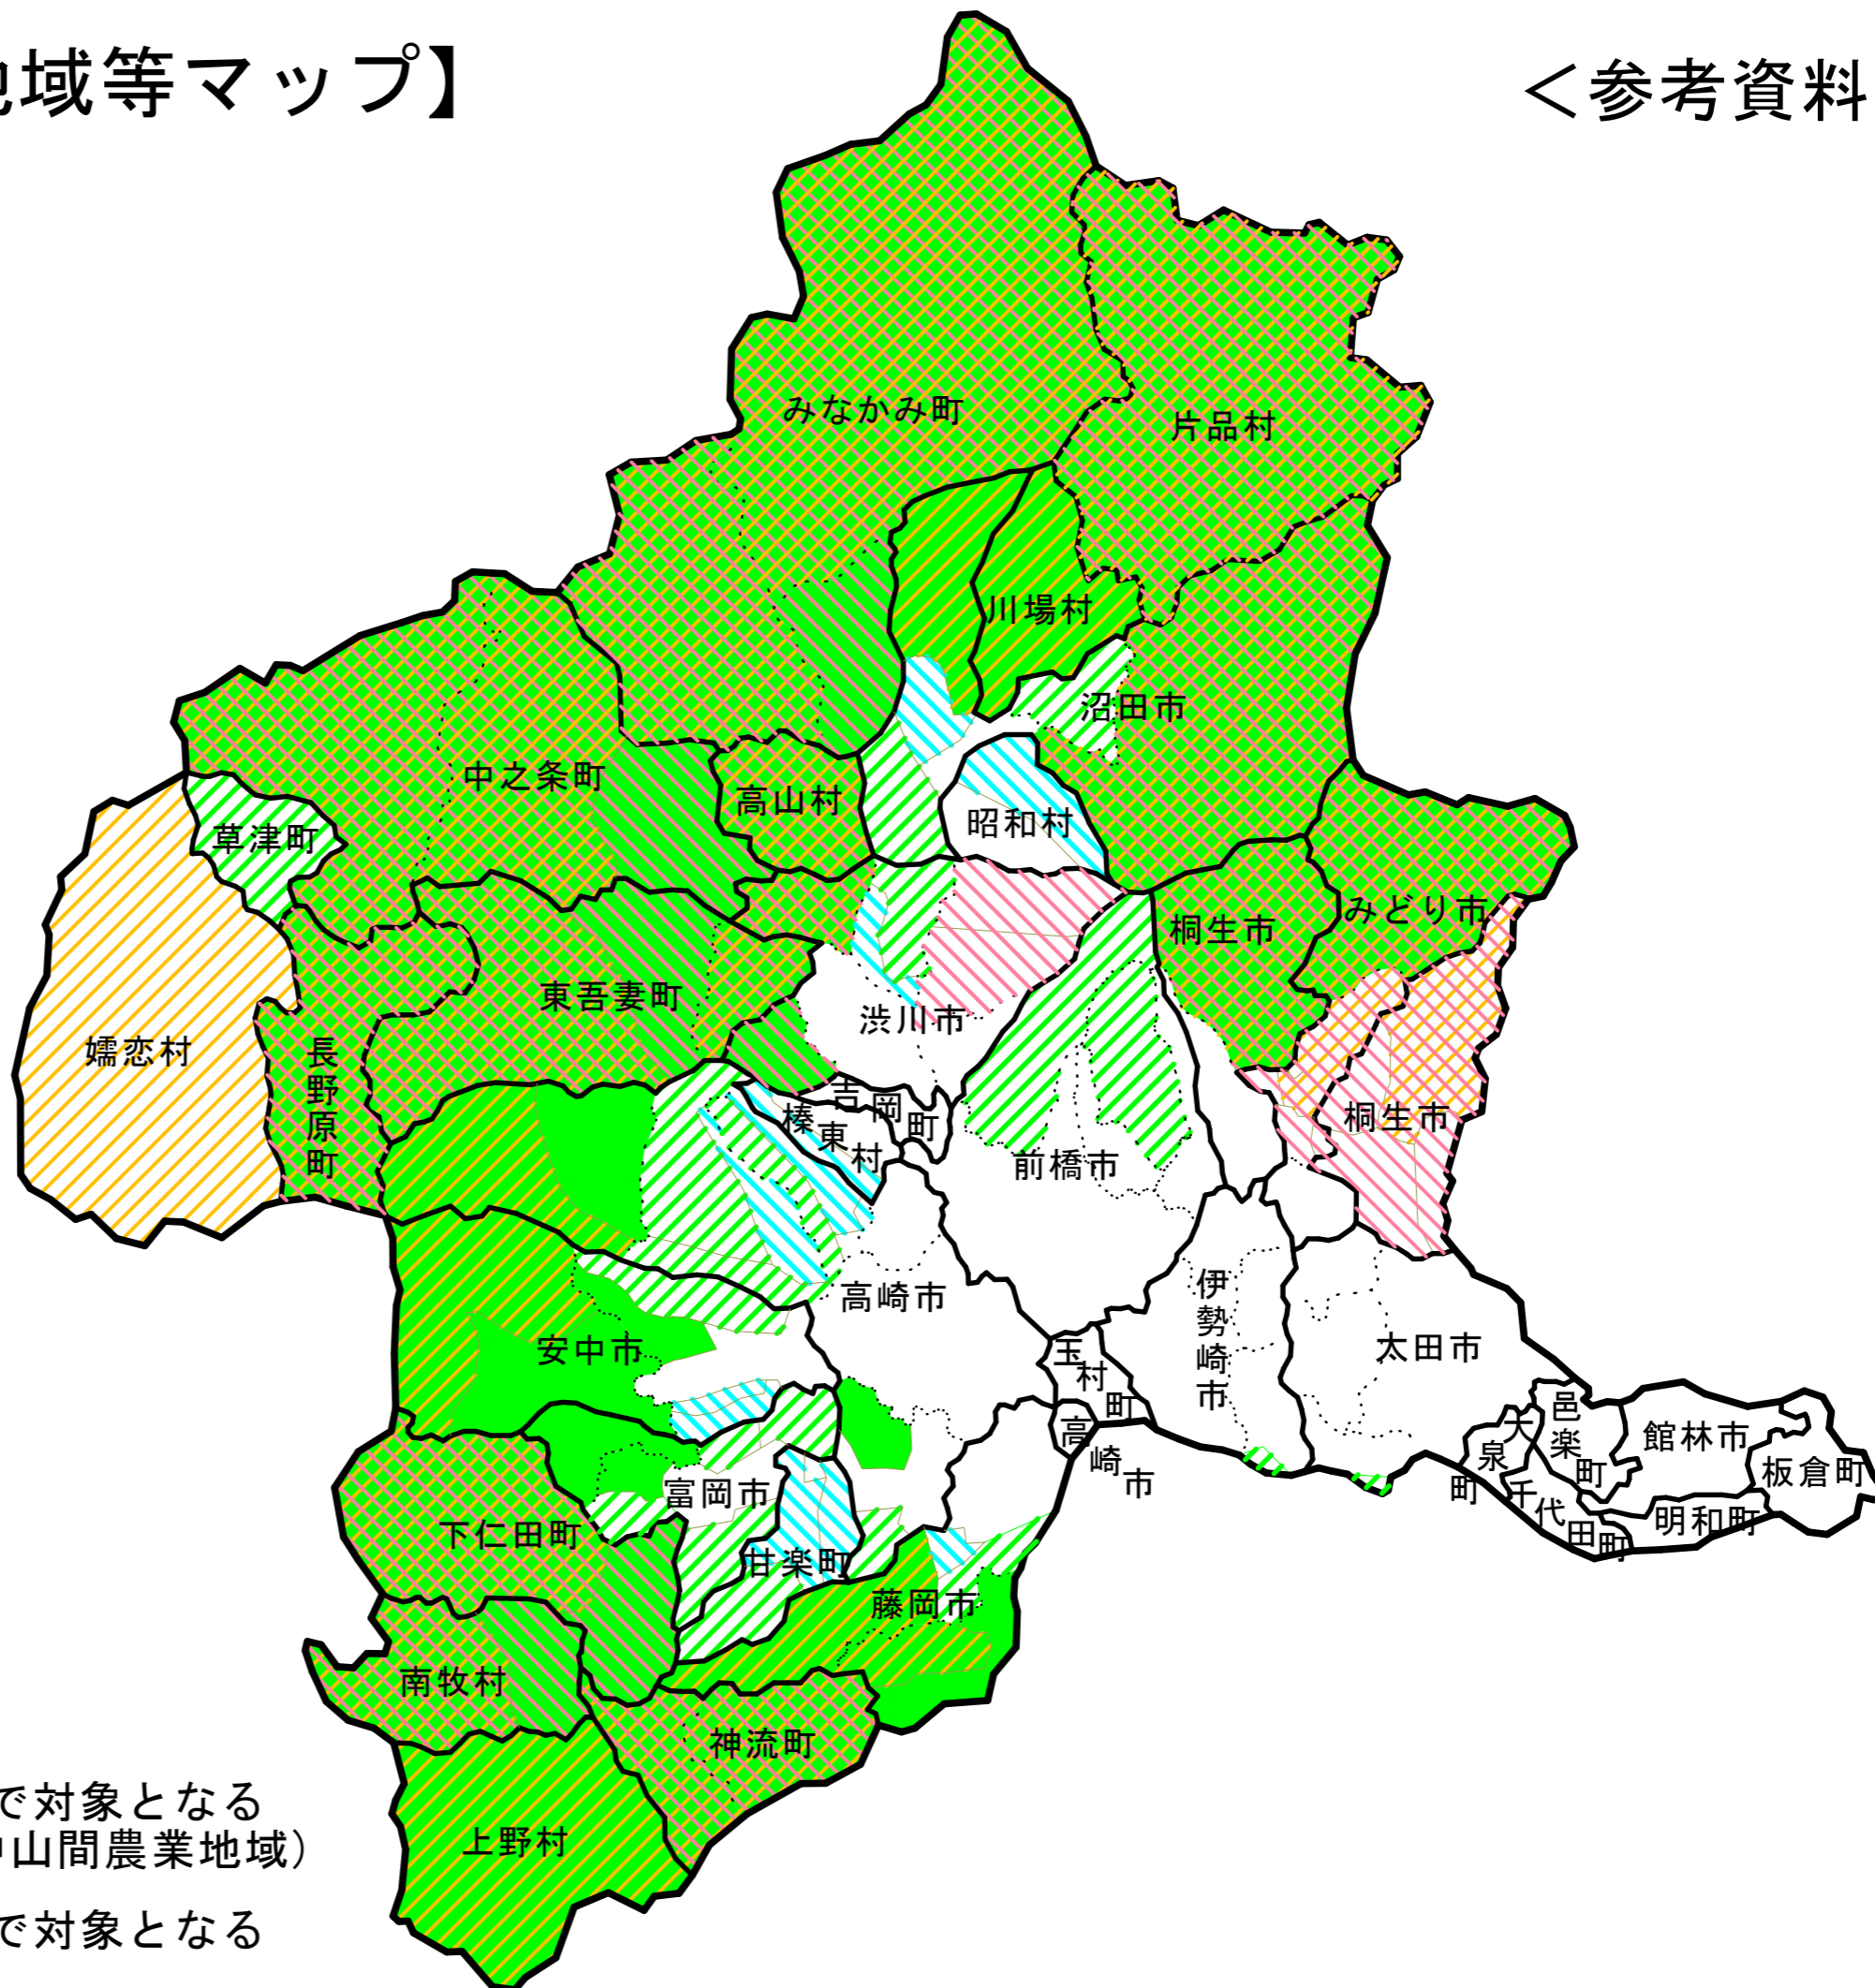 地域等マップ】
＜参考資料
みなかみ町
片品村
川場村
沼田市
中之条町
高山村
昭和村
草津町
みどり市
桐生市
東吾妻町
渋川市
嬬恋村
長野原町
吉岡町
榛東村
桐生市
前橋市
高崎市
伊勢崎市
安中市
玉村町
太田市
高崎市
大泉町
邑楽町
館林市
板倉町
千代田町
明和町
富岡市
下仁田町
甘楽町
藤岡市
南牧村
神流町
上野村
で対象となる
中山間農業地域）
で対象となる